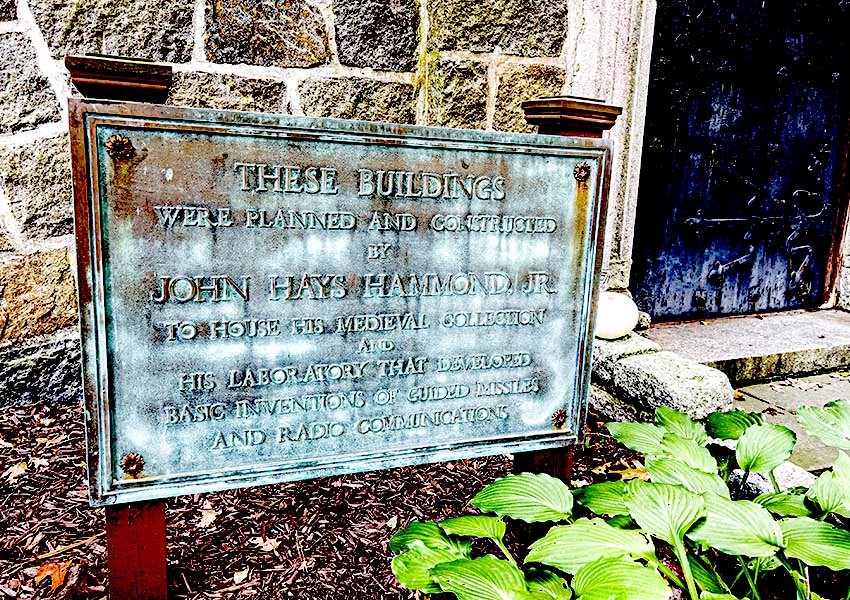 THESE BUILDINGS
WERE PLANNED AND CONSTRUCTED
BY
JOHN HAYS HAMMOND, JR.
TO HOUSE HIS MEDIEVAL COLLECTION
AND
HIS LABORATORY THAT DEVELOPED
BASIC INVENTIONS OF GUIDED MISSILES
AND RADIO COMMUNICATIONS